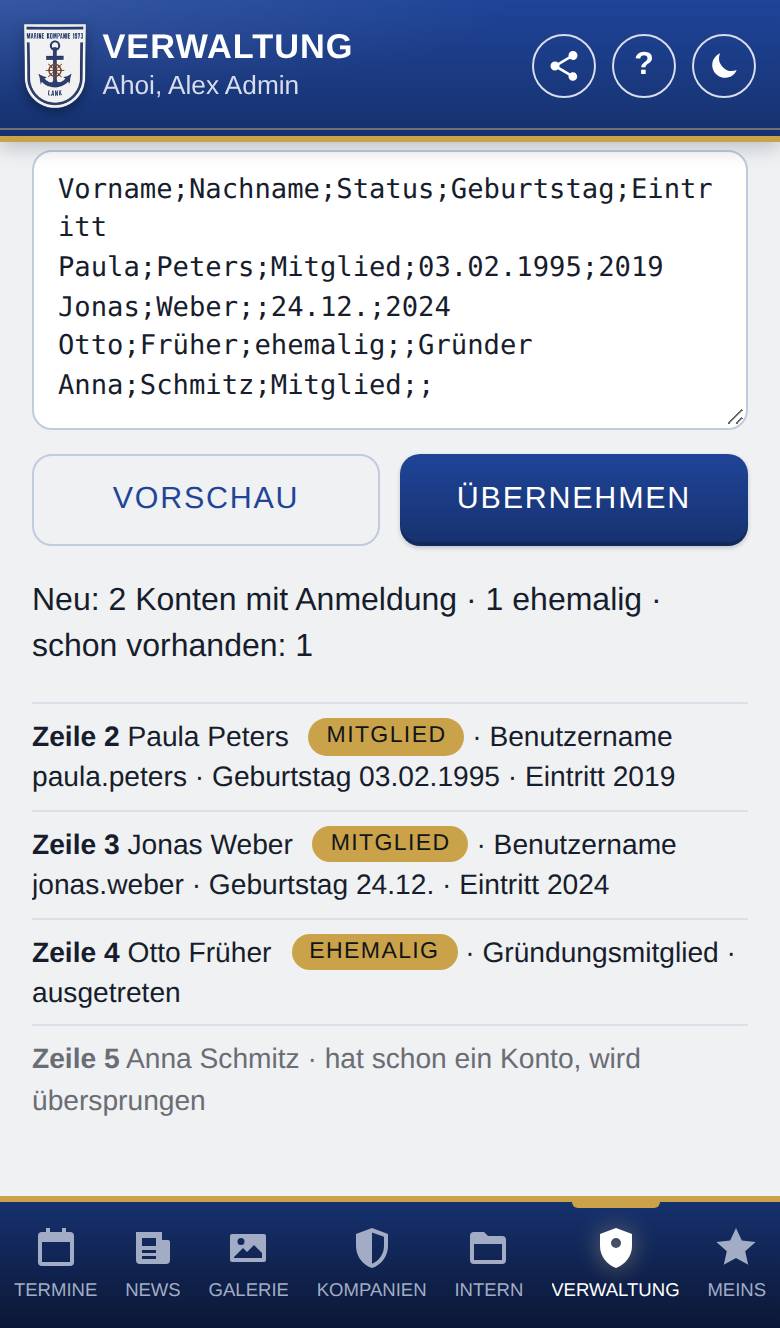 MARINE KOMPANIE 1973
LANK
VERWALTUNG
Ahoi, Alex Admin
?
Vorname;Nachname;Status;Geburtstag;Eintr
itt
Paula;Peters;Mitglied;03.02.1995;2019
Jonas;Weber;;24.12.;2024
Otto;Früher;ehemalig;;Gründer
Anna;Schmitz;Mitglied;;
VORSCHAU
ÜBERNEHMEN
Neu: 2 Konten mit Anmeldung · 1 ehemalig ·
schon vorhanden: 1
Zeile 2 Paula Peters MITGLIED · Benutzername
paula.peters · Geburtstag 03.02.1995 · Eintritt 2019
Zeile 3 Jonas Weber MITGLIED · Benutzername
jonas.weber · Geburtstag 24.12. · Eintritt 2024
Zeile 4 Otto Früher EHEMALIG · Gründungsmitglied ·
ausgetreten
Zeile 5 Anna Schmitz · hat schon ein Konto, wird
übersprungen
TERMINE NEWS GALERIE KOMPANIEN INTERN VERWALTUNG MEINS